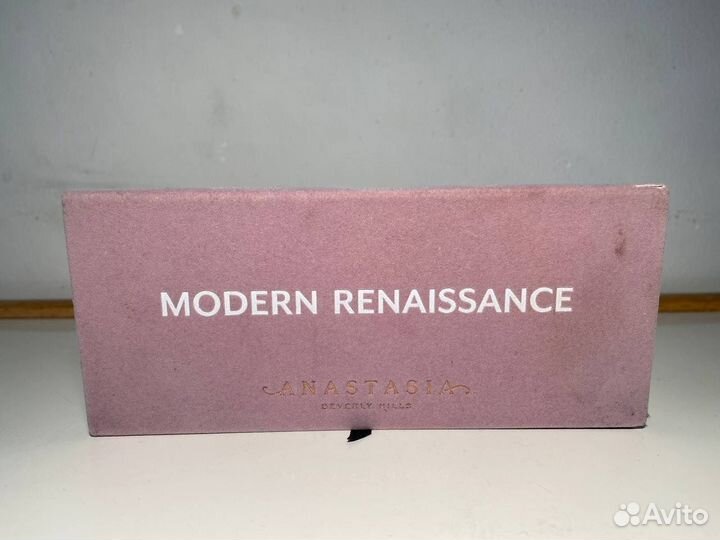 MODERN RENAISSANCE
ANASTASIA
BEVERLY HILLS
Avito